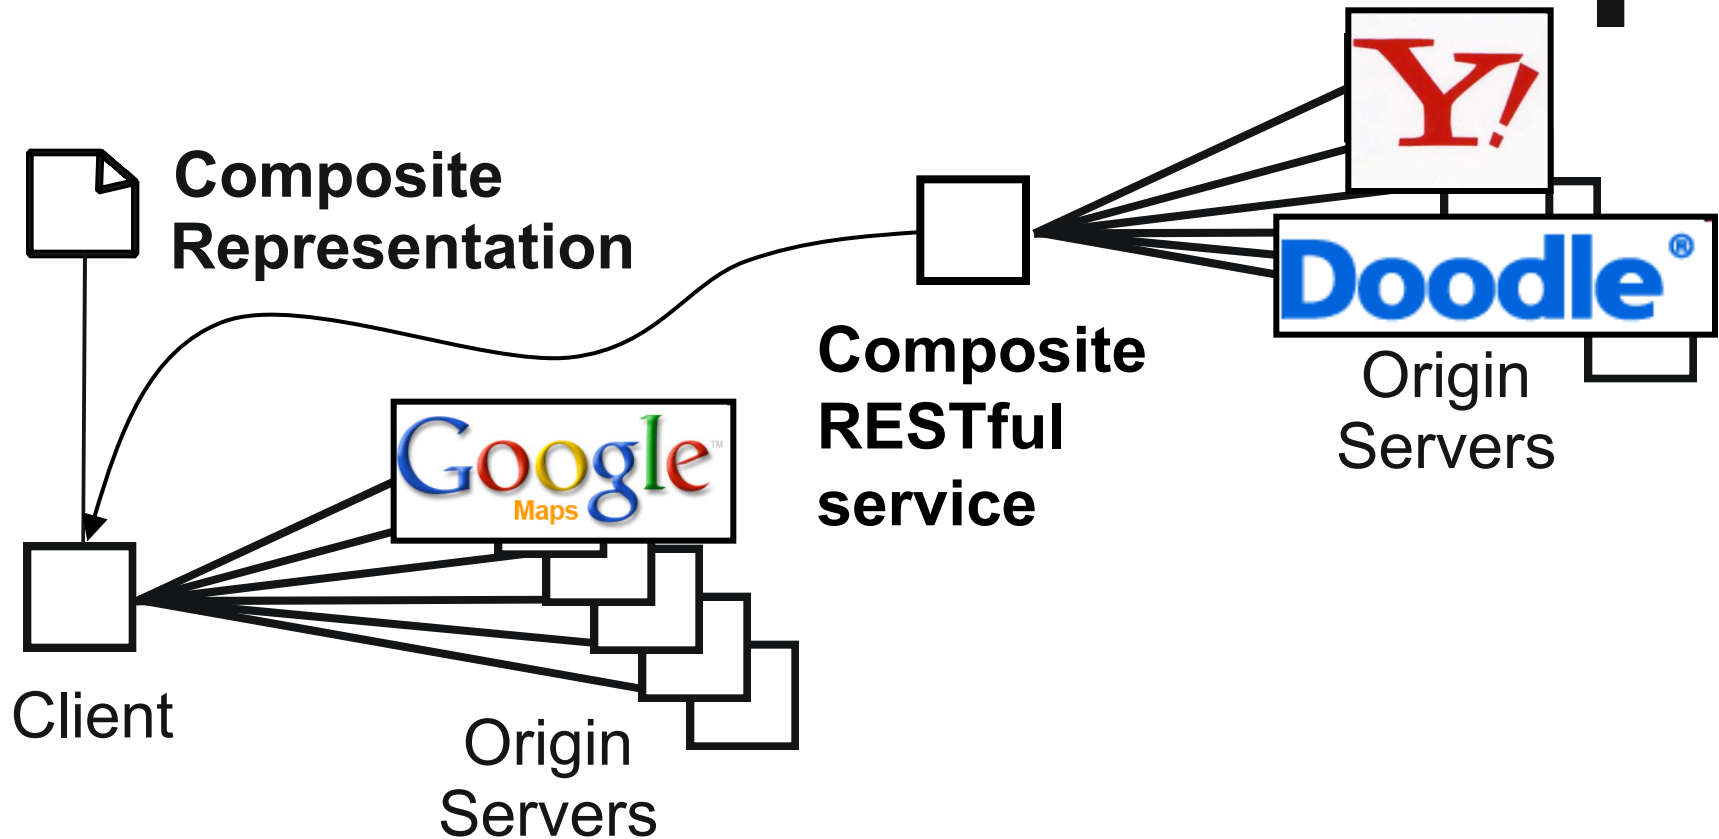 Y!
Composite
Representation
Doodle®
Composite
RESTful
service
Origin
Servers
Google™
Maps
Client
Origin
Servers